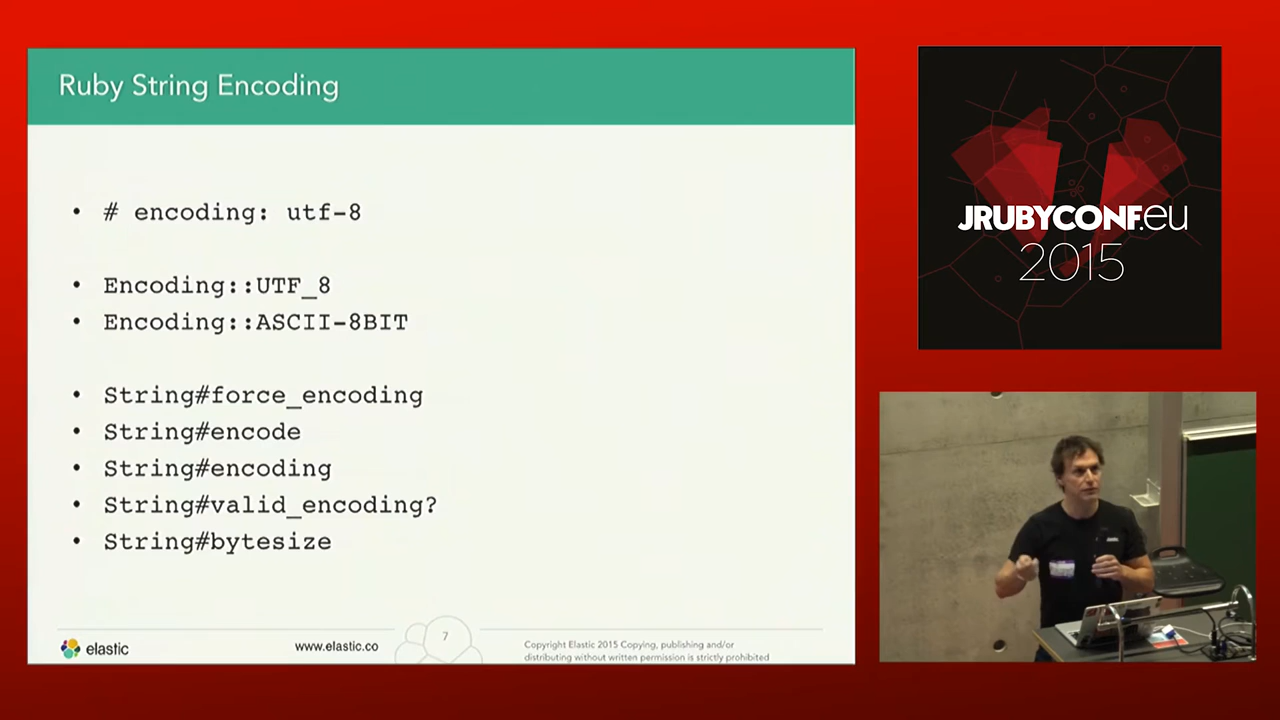 Ruby String Encoding
• # encoding: utf-8
• Encoding::UTF_8
• Encoding::ASCII-8BIT
• String#force_encoding
• String#encode
• String#encoding
• String#valid_encoding?
• String#bytesize
elastic
www.elastic.co
7
Copyright Elastic 2015 Copying, publishing and/or
distributing without written permission is strictly prohibited
JRUBYCONF.EU
2015